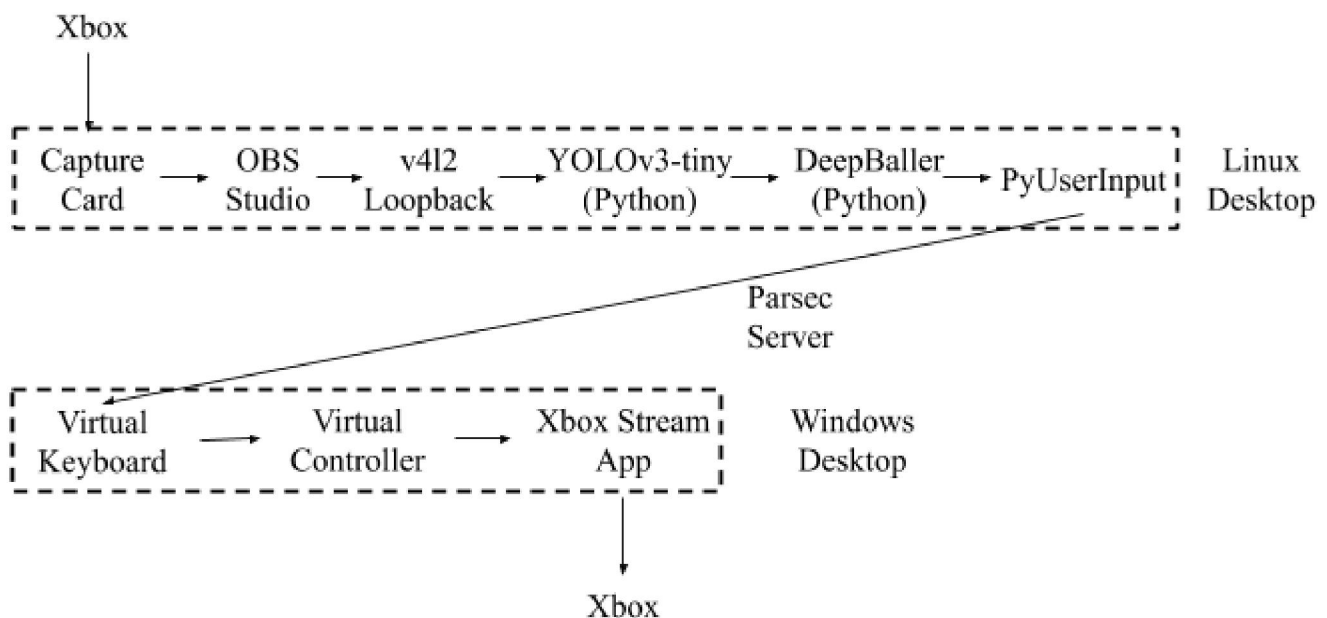 Xbox
Capture
Card
OBS
Studio
v4l2
Loopback
YOLOv3-tiny
(Python)
DeepBaller
(Python)
PyUserInput
Linux
Desktop
Parsec
Server
Virtual
Keyboard
Virtual
Controller
Xbox Stream
App
Windows
Desktop
Xbox